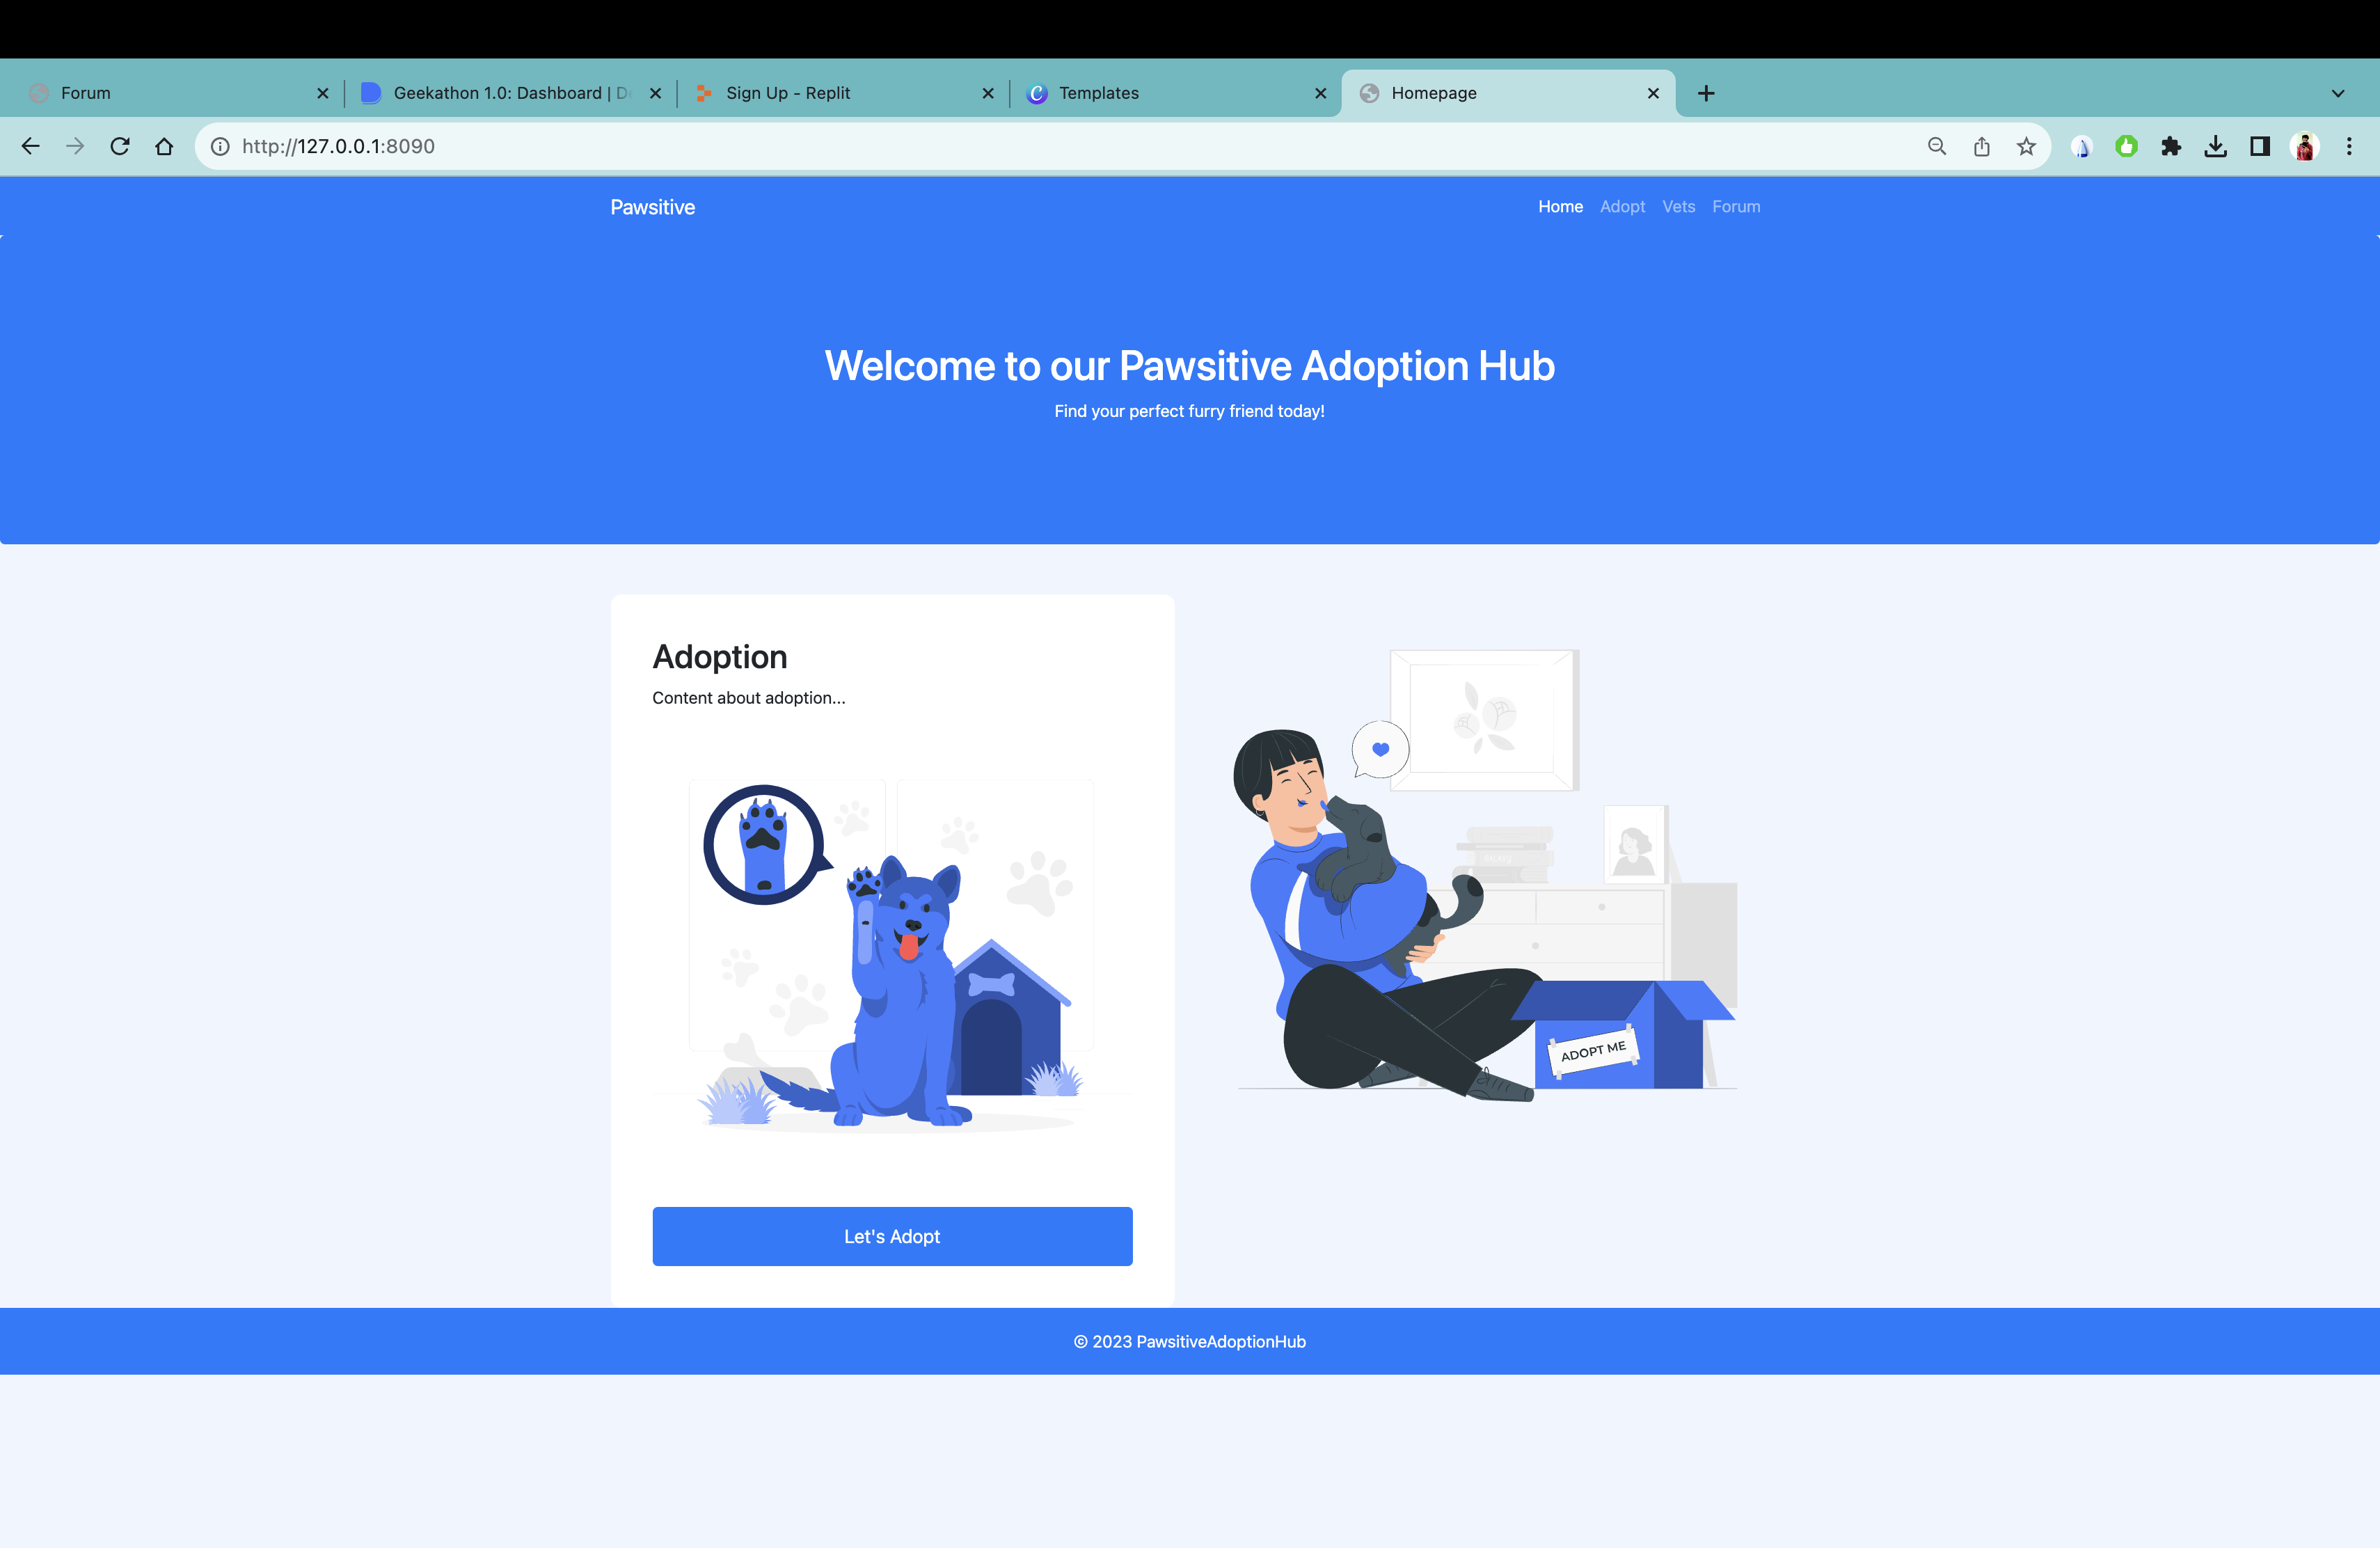 Forum
Geekathon 1.0: Dashboard | D
Sign Up - Replit
Templates
Homepage
http://127.0.0.1:8090
Pawsitive
Home Adopt Vets Forum
Welcome to our Pawsitive Adoption Hub
Find your perfect furry friend today!
Adoption
Content about adoption...
ADOPT ME
Let's Adopt
© 2023 PawsitiveAdoptionHub